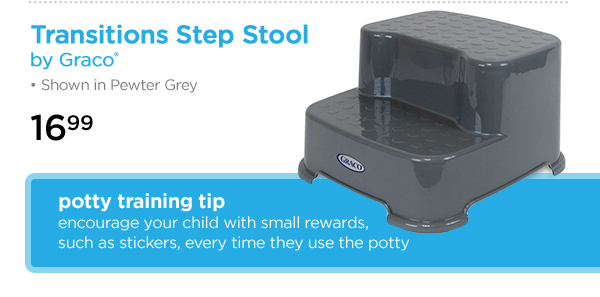 Transitions Step Stool
by Graco®
• Shown in Pewter Grey
16⁹⁹
GRACO
potty training tip
encourage your child with small rewards,
such as stickers, every time they use the potty